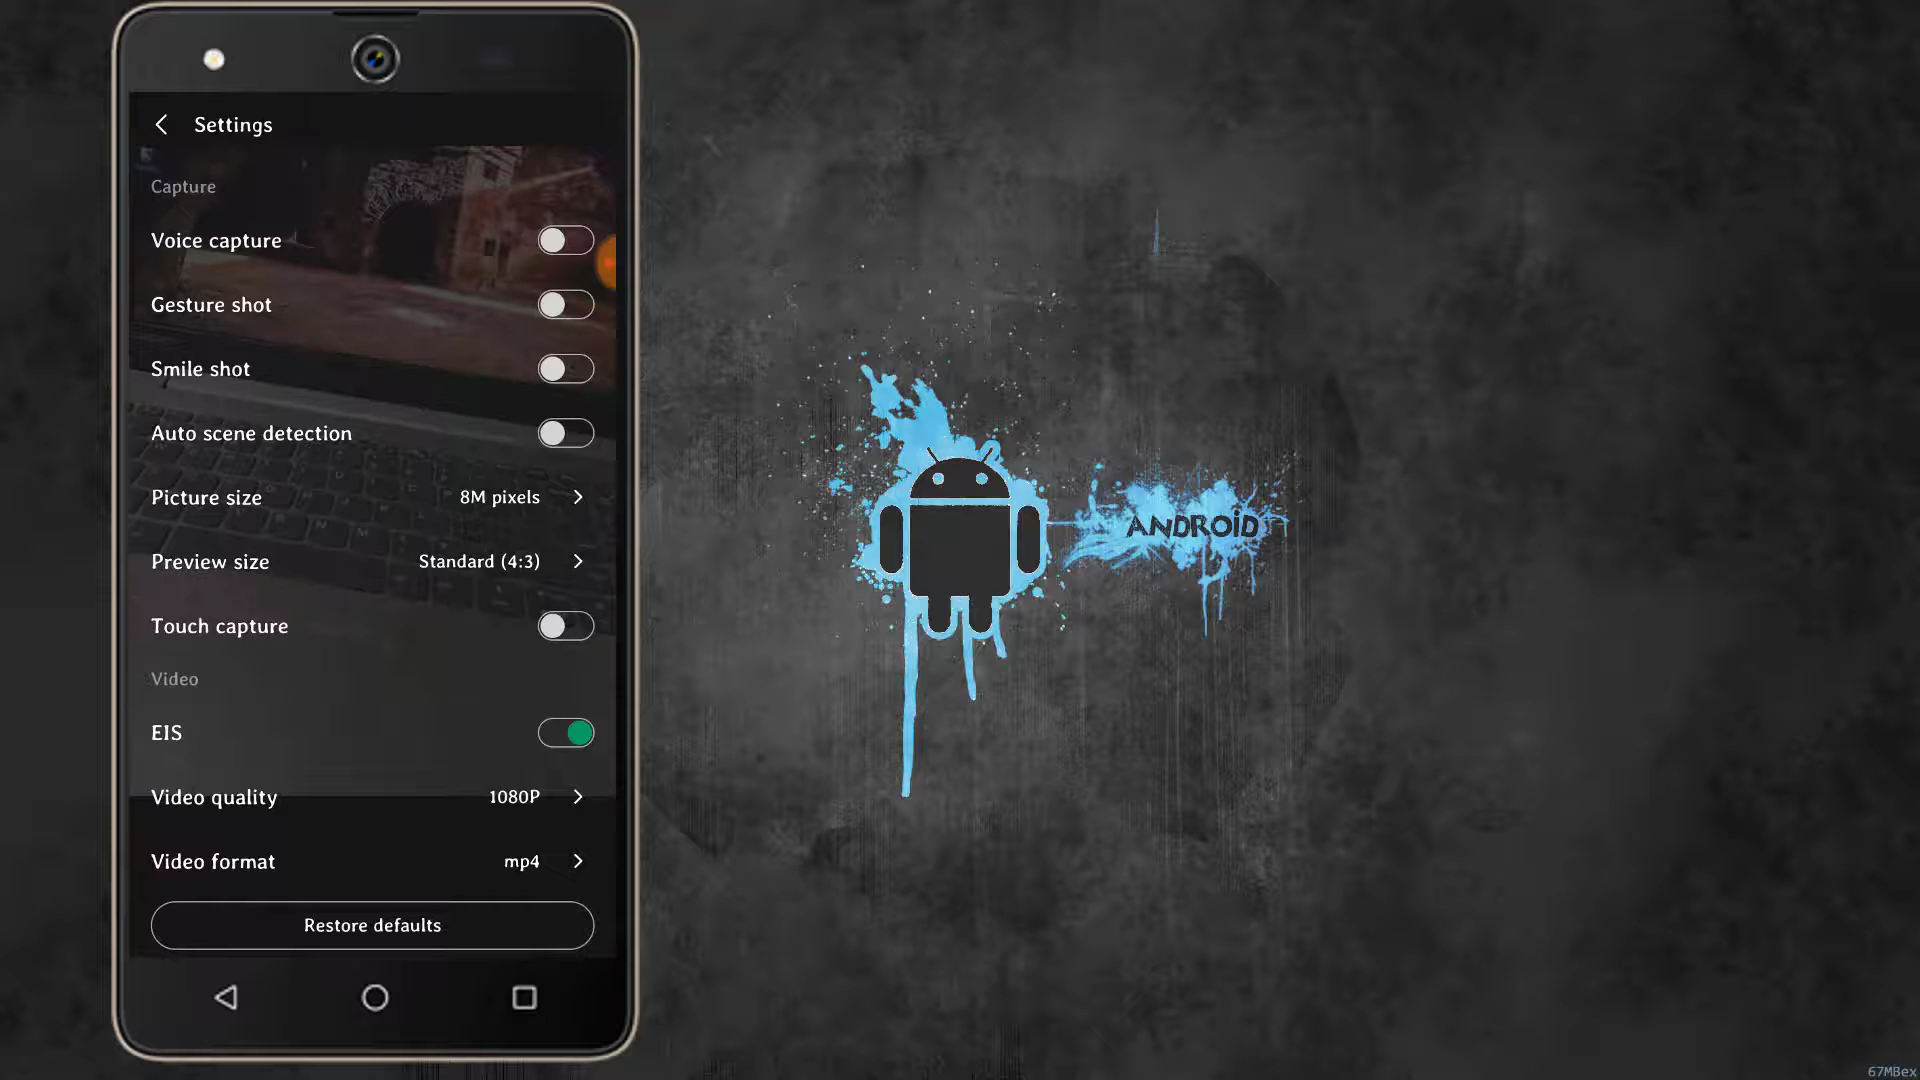 Settings
Capture
Voice capture
Gesture shot
Smile shot
Auto scene detection
Picture size 8M pixels
Preview size Standard (4:3)
Touch capture
Video
EIS
Video quality 1080P
Video format mp4
Restore defaults
ANDROID
67MBex